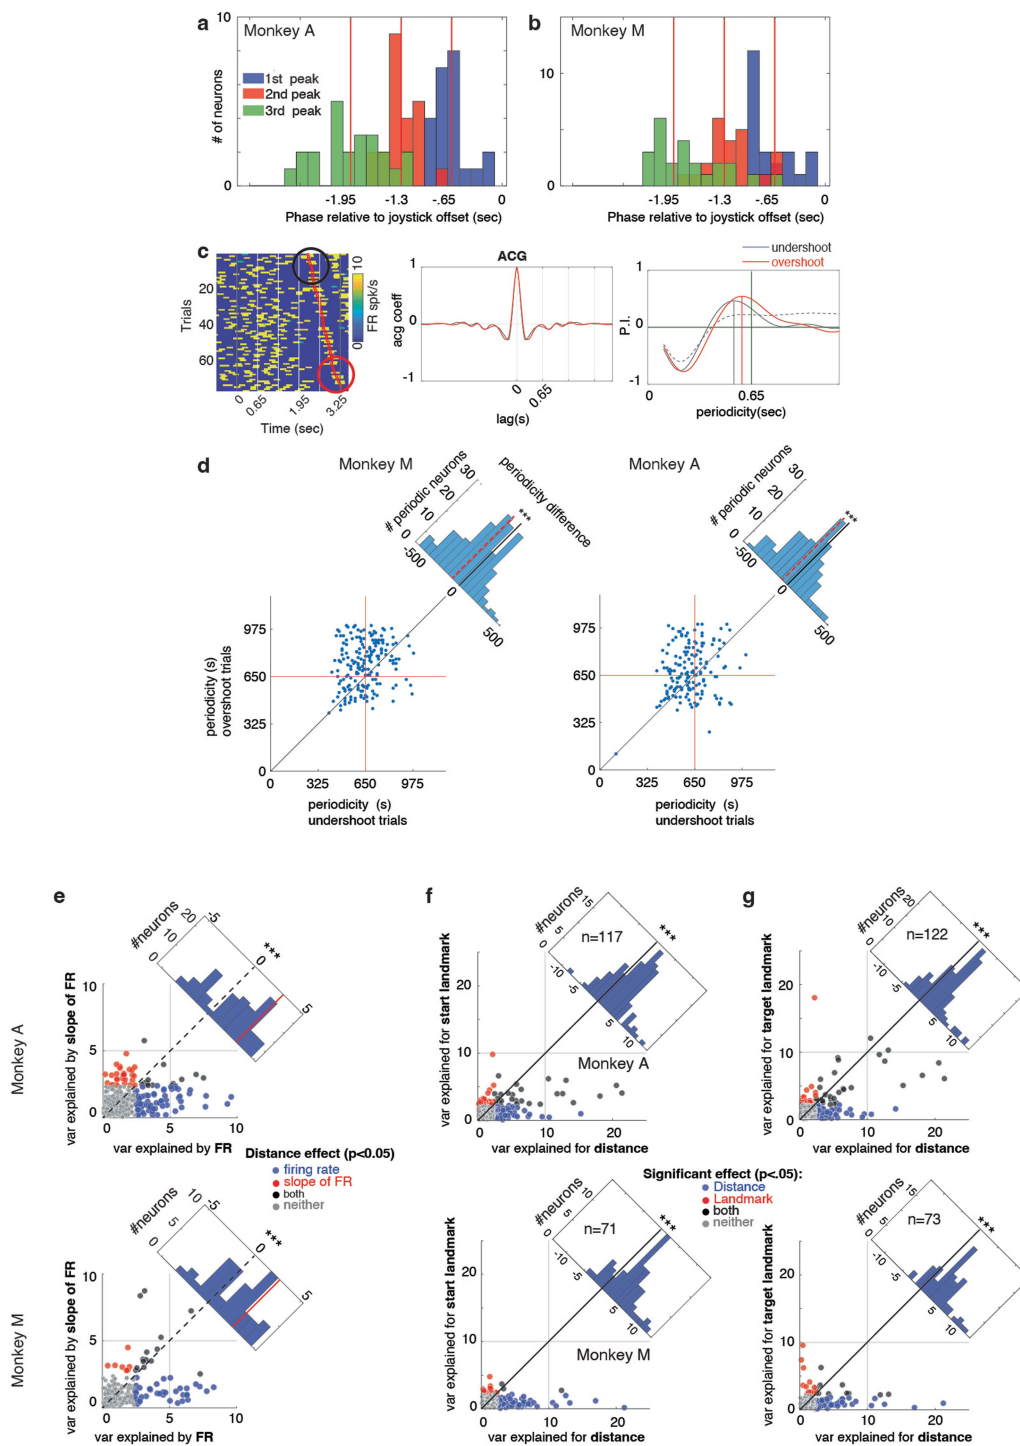 a
Monkey A
10
1st peak
2nd peak
3rd peak
# of neurons
0
-1.95
-1.3
-.65
0
Phase relative to joystick offset (sec)
b
Monkey M
15
0
-1.95
-1.3
-.65
0
Phase relative to joystick offset (sec)
c
Trials
20
40
60
0
0.65
1.95
3.25
Time (sec)
10
0
FR spk/s
ACG
1
0
-1
acg coeff
0
0.65
lag(s)
undershoot
overshoot
1
0
-1
P.I.
0
0.65
periodicity(sec)
d
Monkey M
# periodic neurons
0
10
20
30
-500
0
500
***
periodicity difference
975
650
325
0
periodicity (s)
overshoot trials
0
325
650
975
periodicity (s)
undershoot trials
Monkey A
# periodic neurons
0
10
20
30
-500
0
500
***
975
650
325
0
0
325
650
975
periodicity (s)
undershoot trials
e
Monkey A
#neurons
0
10
20
-5
0
5
***
10
5
0
var explained by slope of FR
0
5
10
var explained by FR
Distance effect (p<0.05)
firing rate
slope of FR
both
neither
Monkey M
#neurons
0
5
10
-5
0
5
***
10
5
0
var explained by slope of FR
0
5
10
var explained by FR
f
#neurons
0
5
15
n=117
***
-10
-5
5
10
Monkey A
25
20
10
0
var explained for start landmark
0
10
20
var explained for distance
Significant effect (p<.05):
Distance
Landmark
both
neither
#neurons
0
5
10
15
n=71
***
-10
-5
5
10
Monkey M
25
20
10
0
var explained for start landmark
0
10
20
var explained for distance
g
#neurons
0
5
10
15
20
n=122
***
-10
-5
5
10
25
20
10
0
var explained for target landmark
0
10
20
var explained for distance
#neurons
0
5
10
15
n=73
***
-10
-5
5
10
25
20
10
0
var explained for target landmark
0
10
20
var explained for distance